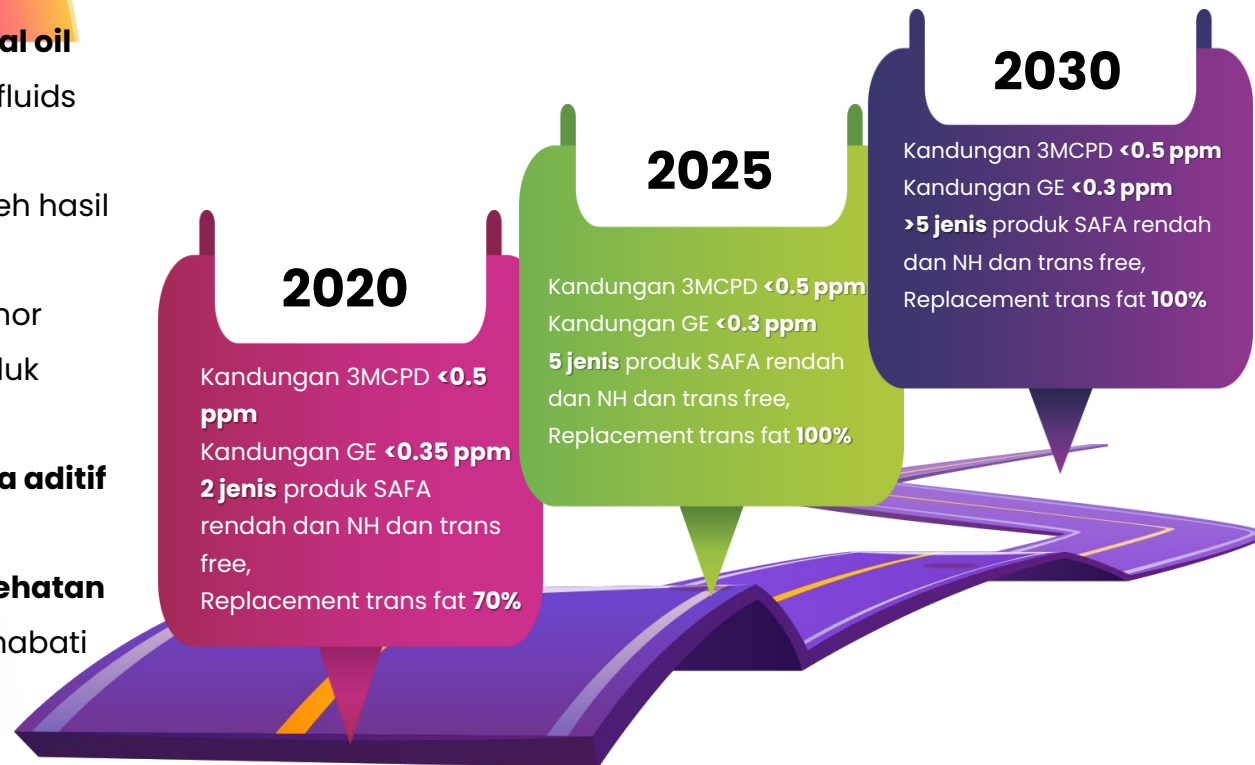 al oil
fluids
eh hasil
nor
luk
a aditif
ehatan
nabati
2020
Kandungan 3MCPD <0.5
ppm
Kandungan GE <0.35 ppm
2 jenis produk SAFA
rendah dan NH dan trans
free,
Replacement trans fat 70%
2025
Kandungan 3MCPD <0.5 ppm
Kandungan GE <0.3 ppm
5 jenis produk SAFA rendah
dan NH dan trans free,
Replacement trans fat 100%
2030
Kandungan 3MCPD <0.5 ppm
Kandungan GE <0.3 ppm
>5 jenis produk SAFA rendah
dan NH dan trans free,
Replacement trans fat 100%